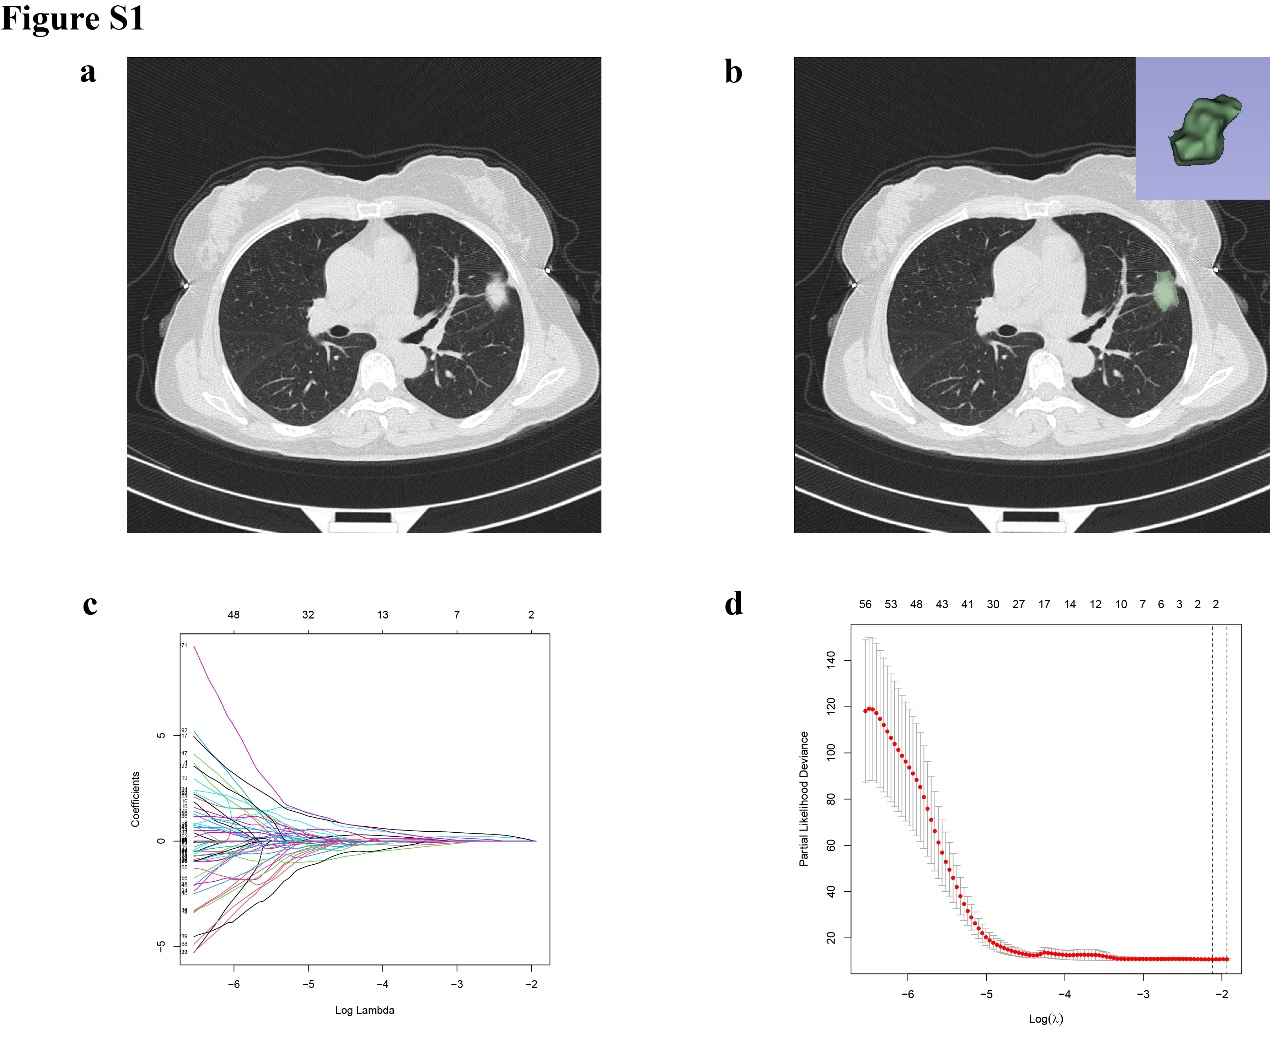 Figure S1
a
b
c
48 32 13 7 2
5
0
−5
Coefficients
−6 −5 −4 −3 −2
Log Lambda
d
56 53 48 43 41 30 27 17 14 12 10 7 6 3 2 2
140
120
100
80
60
40
20
Partial Likelihood Deviance
−6 −5 −4 −3 −2
Log(λ)